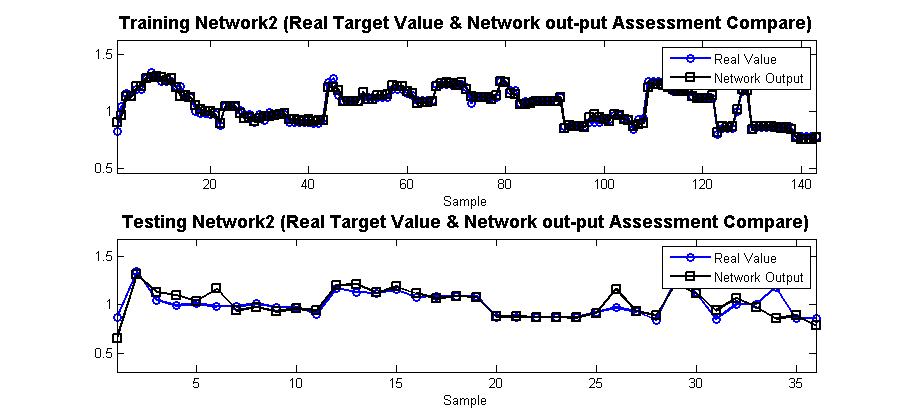 Training Network2 (Real Target Value & Network out-put Assessment Compare)
1.5
1
0.5
Real Value
Network Output
20 40 60 80 100 120 140
Sample
Testing Network2 (Real Target Value & Network out-put Assessment Compare)
1.5
1
0.5
Real Value
Network Output
5 10 15 20 25 30 35
Sample